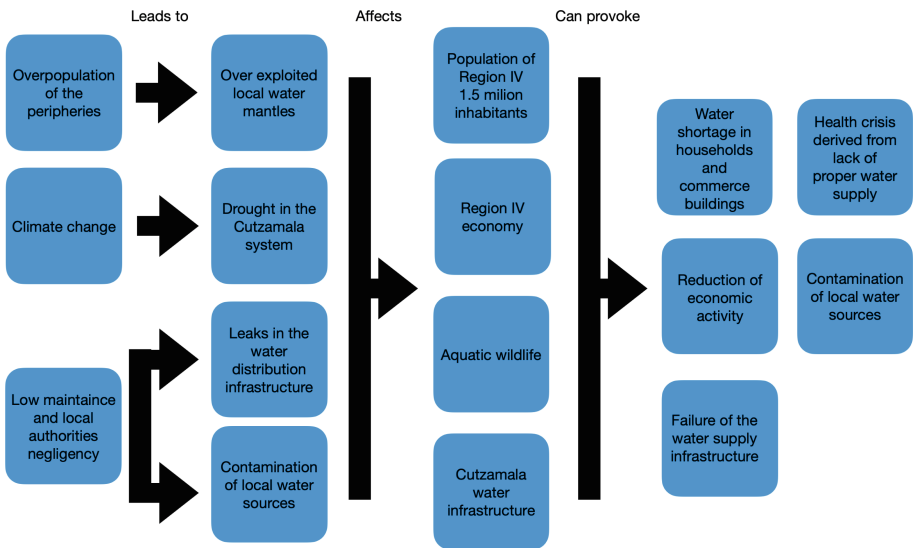 Leads to
Affects
Can provoke
Overpopulation
of the
peripheries
Over exploited
local water
mantles
Population of
Region IV
1.5 milion
inhabitants
Water
shortage in
households
and
commerce
buildings
Health crisis
derived from
lack of
proper water
supply
Climate change
Drought in the
Cutzamala
system
Region IV
economy
Reduction of
economic
activity
Contamination
of local water
sources
Leaks in the
water
distribution
infrastructure
Aquatic wildlife
Low maintaince
and local
authorities
negligency
Contamination
of local water
sources
Cutzamala
water
infrastructure
Failure of the
water supply
infrastructure